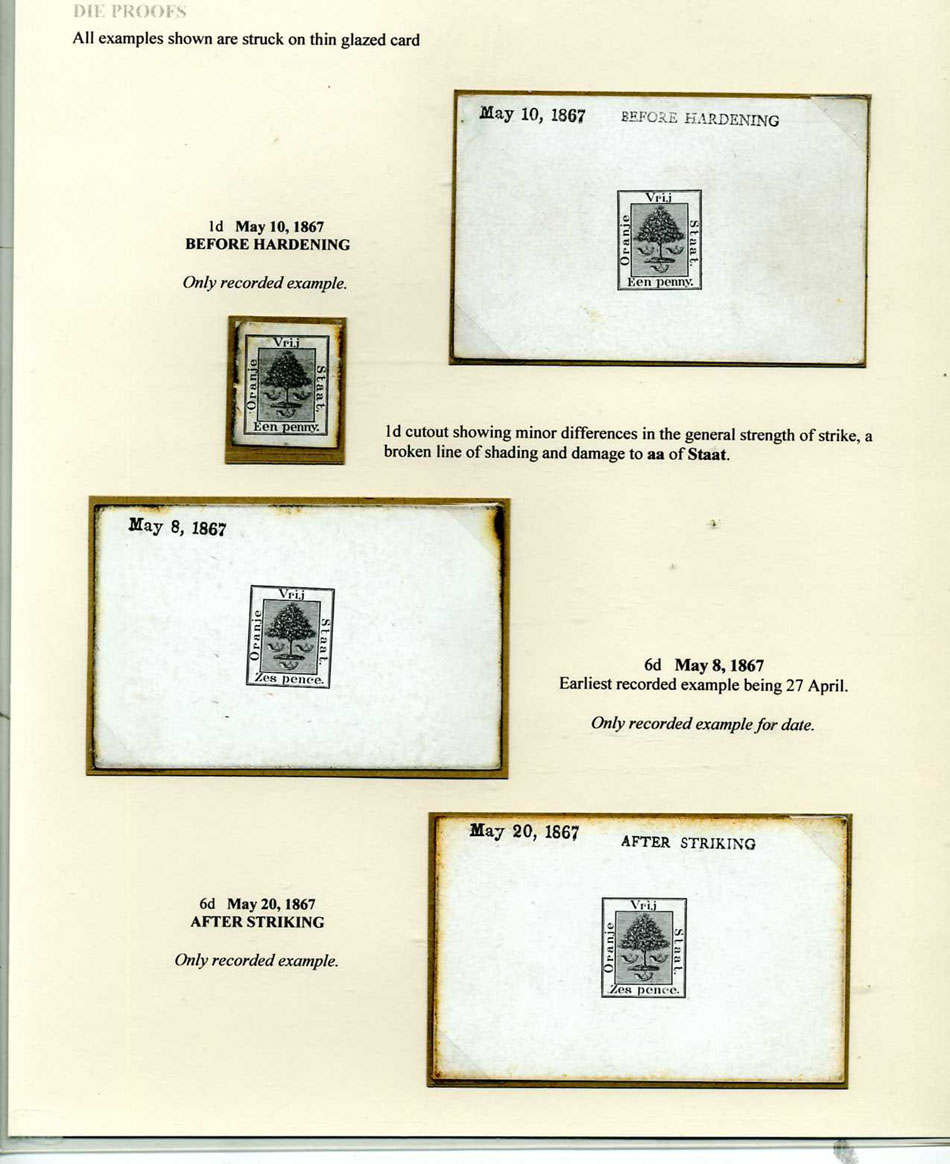 DIE PROOFS
All examples shown are struck on thin glazed card
May 10, 1867 BEFORE HARDENING
Vrij
Oranje
Staat.
Een penny.
1d May 10, 1867
BEFORE HARDENING
Only recorded example.
Vrij
Oranje
Staat.
Een penny.
1d cutout showing minor differences in the general strength of strike, a
broken line of shading and damage to aa of Staat.
May 8, 1867
Vrij
Oranje
Staat.
Zes pence.
6d May 8, 1867
Earliest recorded example being 27 April.
Only recorded example for date.
May 20, 1867 AFTER STRIKING
Vrij
Oranje
Staat.
Zes pence.
6d May 20, 1867
AFTER STRIKING
Only recorded example.